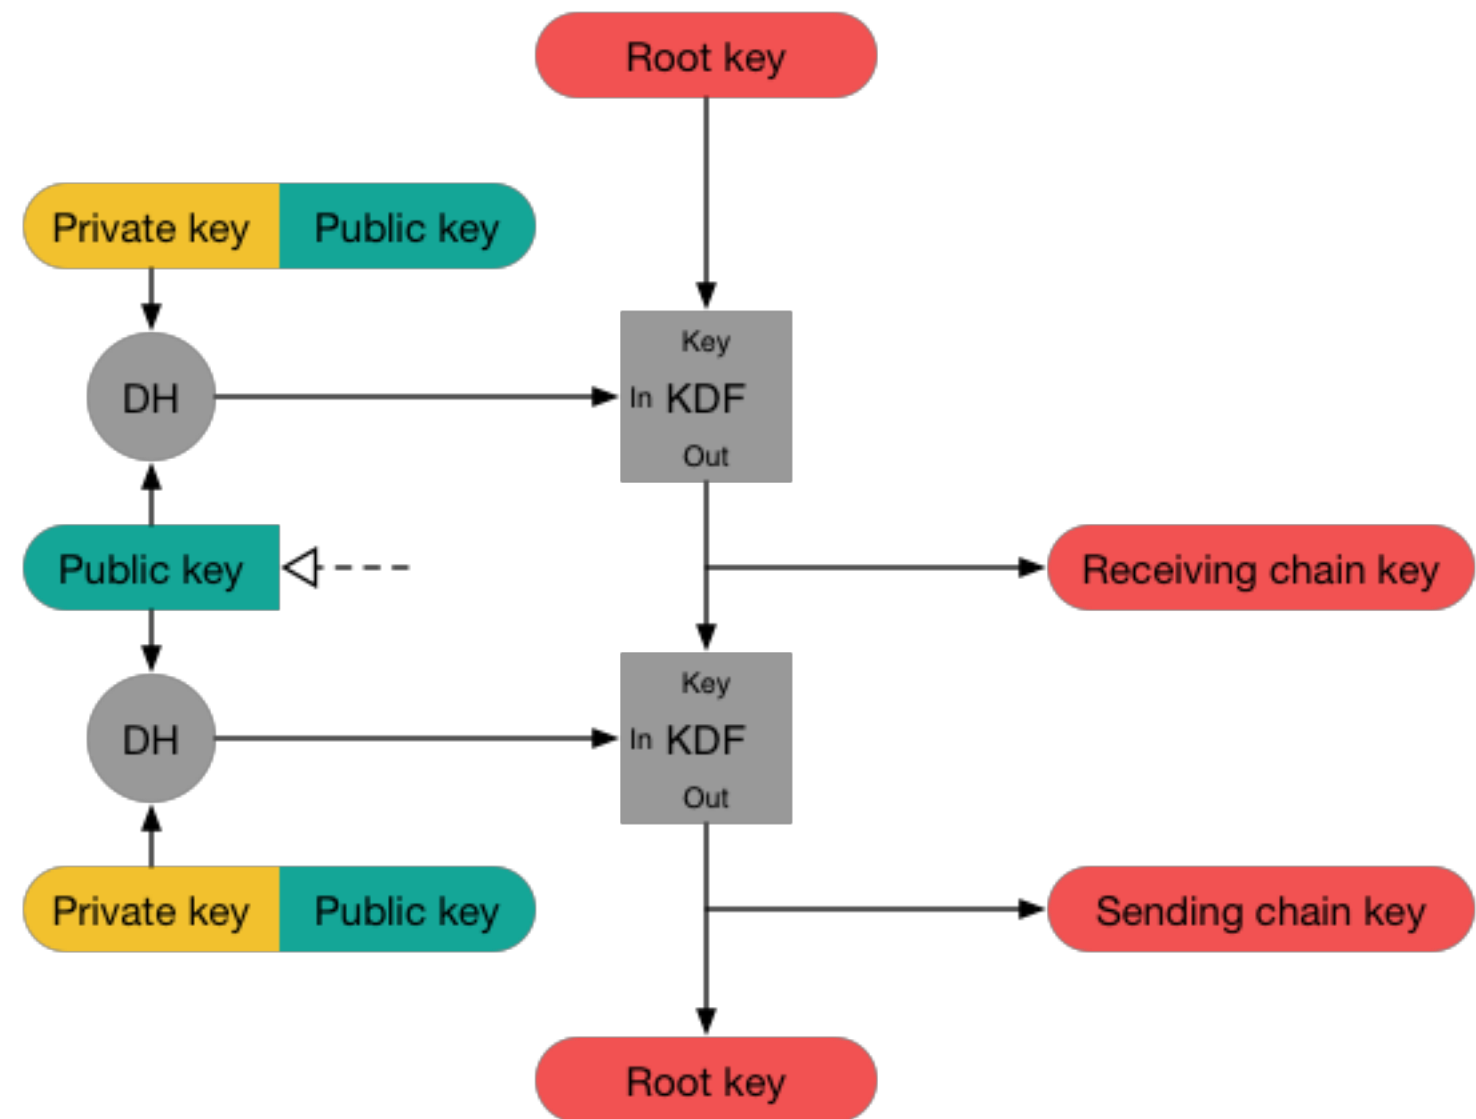 Root key
Private key
Public key
Key
DH
In KDF
Out
Public key
Receiving chain key
Key
DH
In KDF
Out
Private key
Public key
Sending chain key
Root key